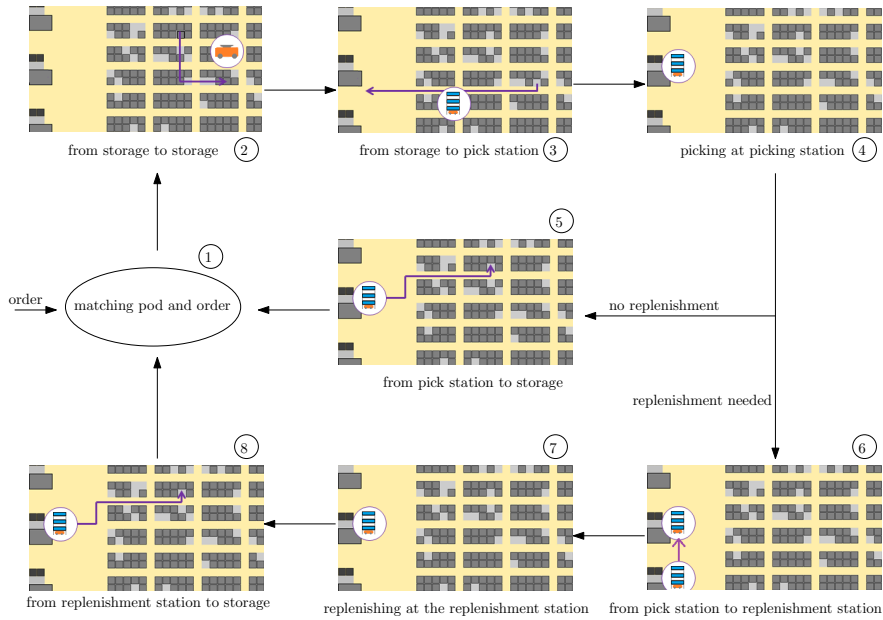 from storage to storage
2
from storage to pick station
3
picking at picking station
4
1
5
order
matching pod and order
no replenishment
from pick station to storage
replenishment needed
8
7
6
from replenishment station to storage
replenishing at the replenishment station
from pick station to replenishment station